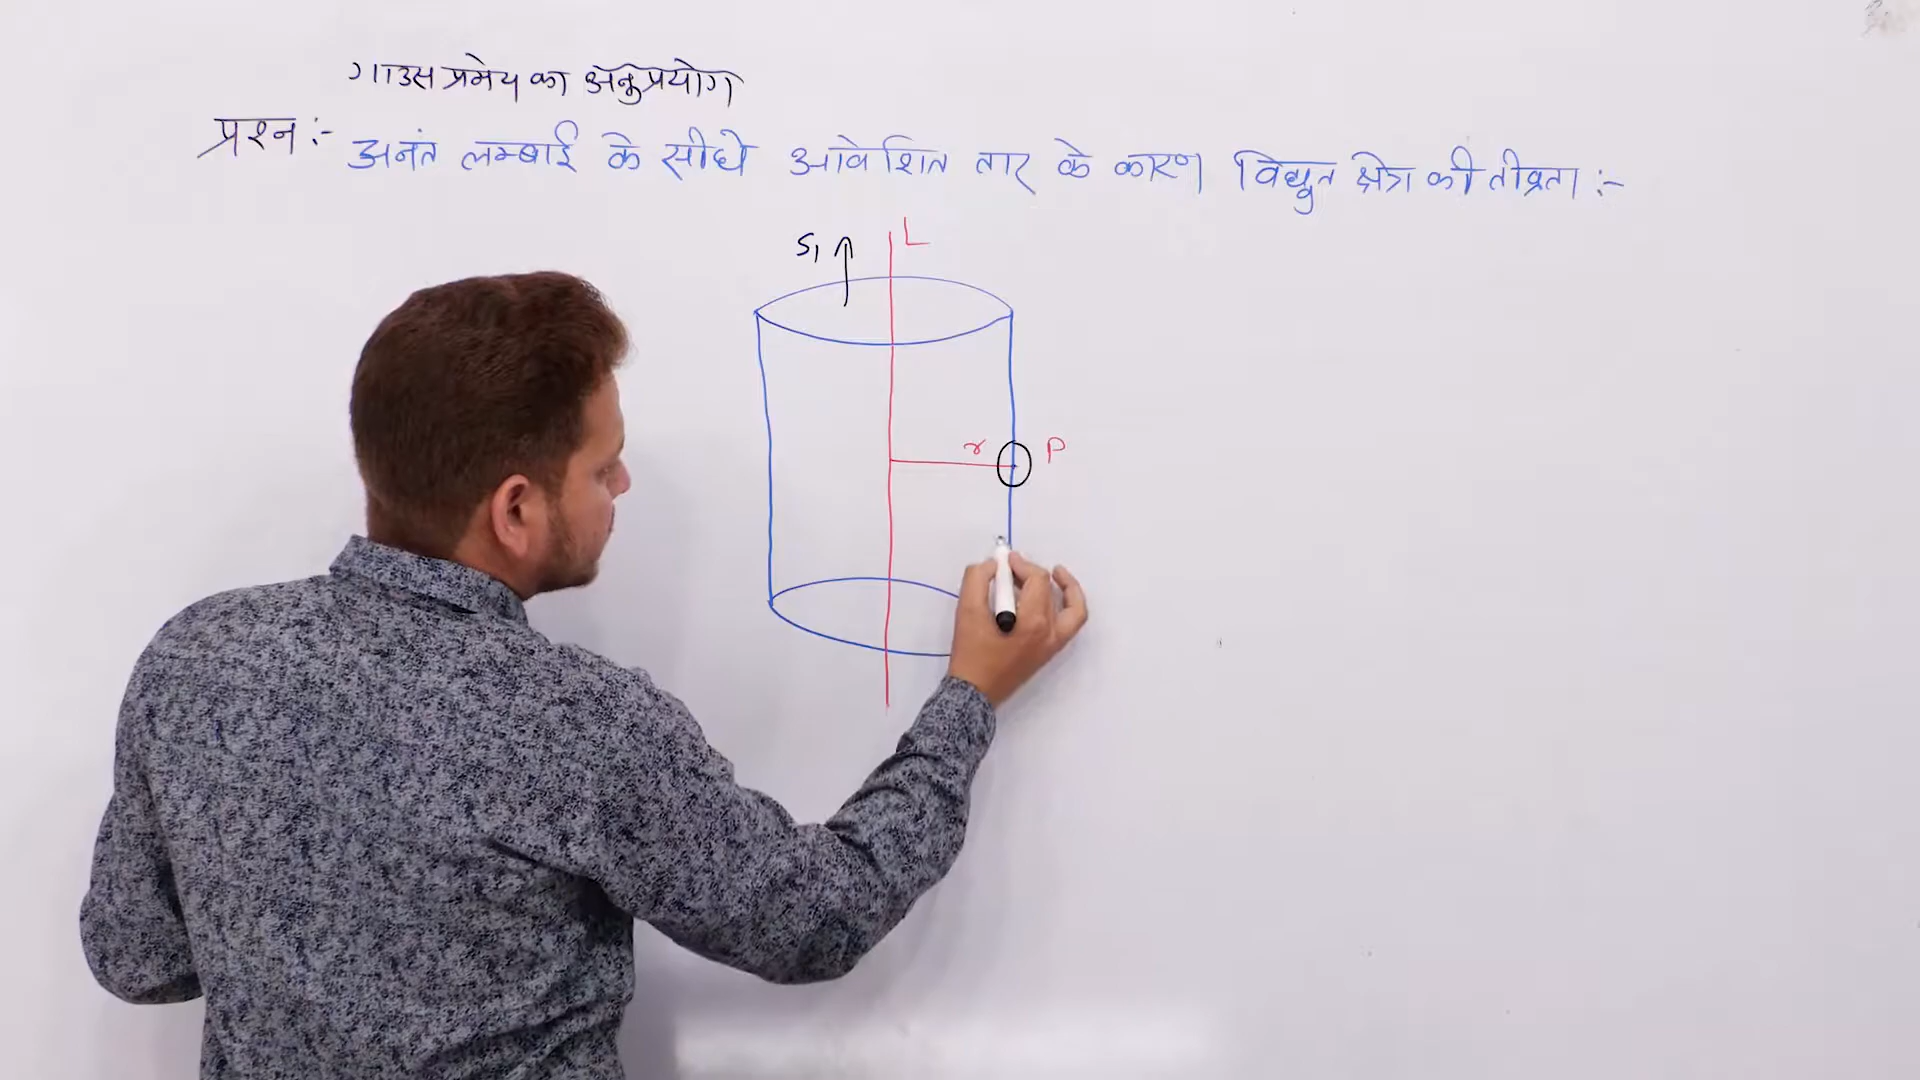 गाउस प्रमेय का अनुप्रयोग
प्रश्न :- अनंत लम्बाई के सीधे आवेशित तार के कारण विद्युत क्षेत्र की तीव्रता :-
S₁ L
r P